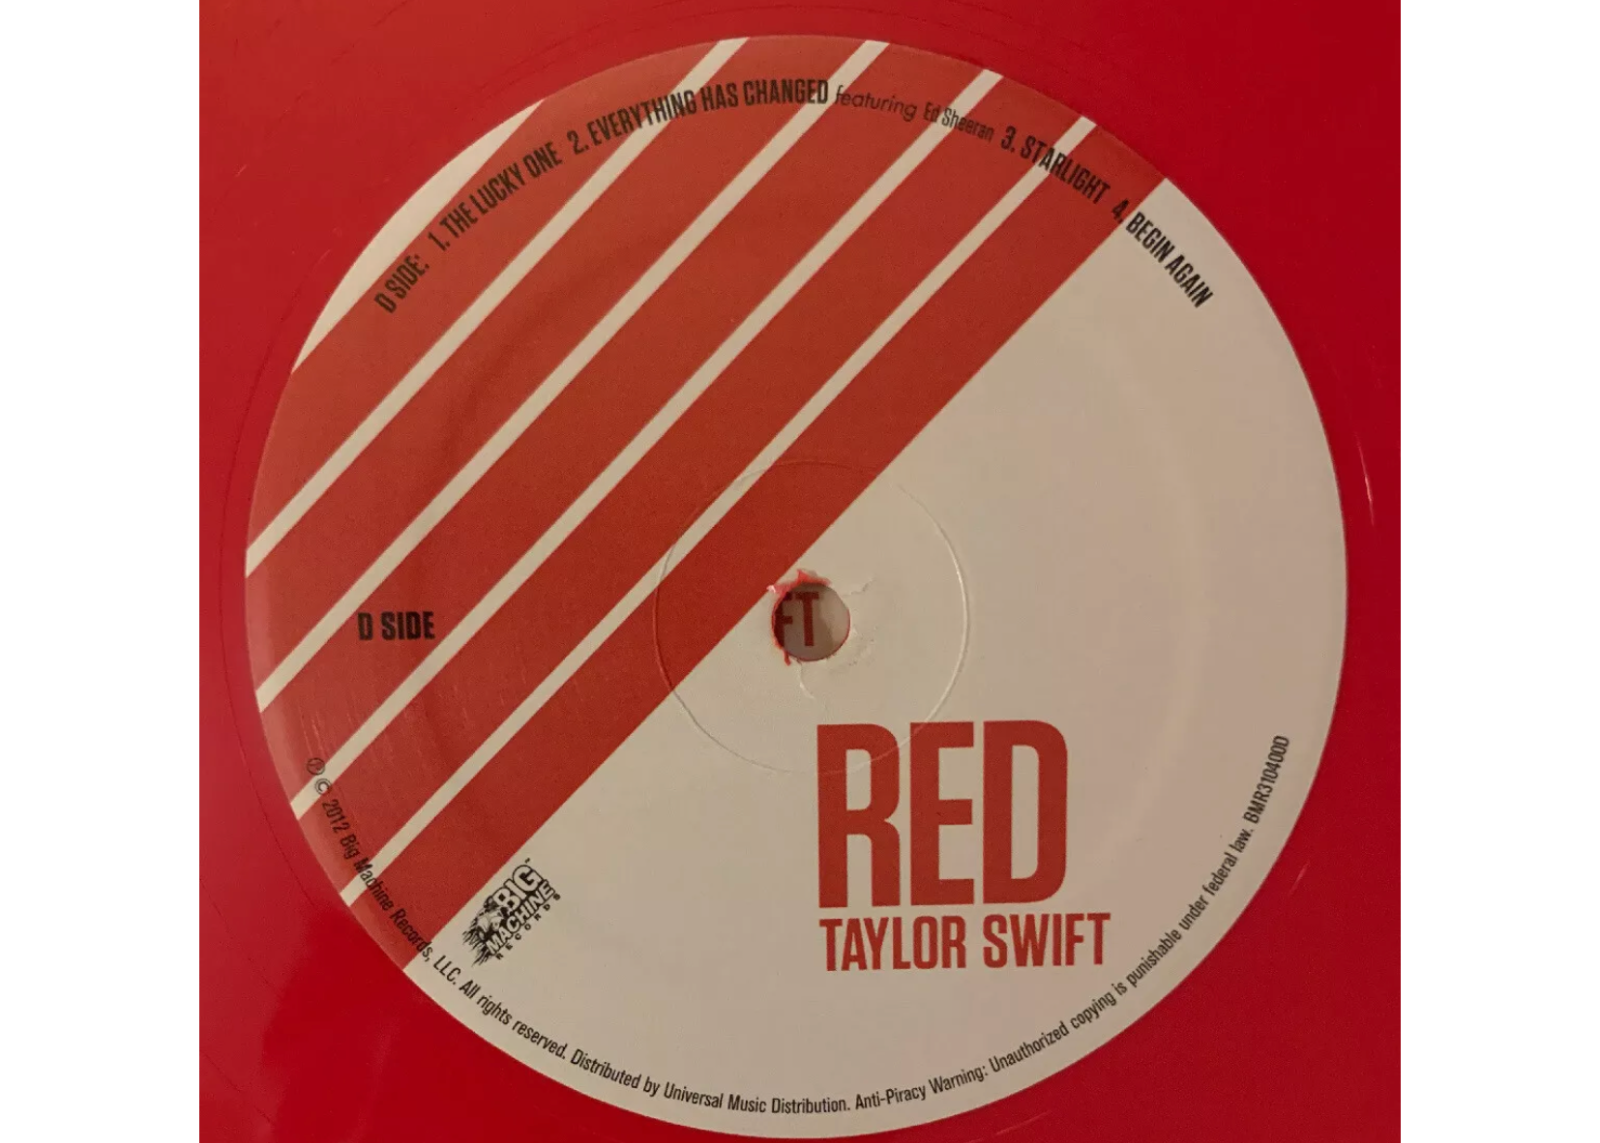 D SIDE: 1. THE LUCKY ONE 2. EVERYTHING HAS CHANGED featuring Ed Sheeran 3. STARLIGHT 4. BEGIN AGAIN
FT
D SIDE
RED
TAYLOR SWIFT
BIG
MACHINE
RECORDS
℗ © 2012 Big Machine Records, LLC. All rights reserved. Distributed by Universal Music Distribution. Anti-Piracy Warning: Unauthorized copying is punishable under federal law. BMR310400D